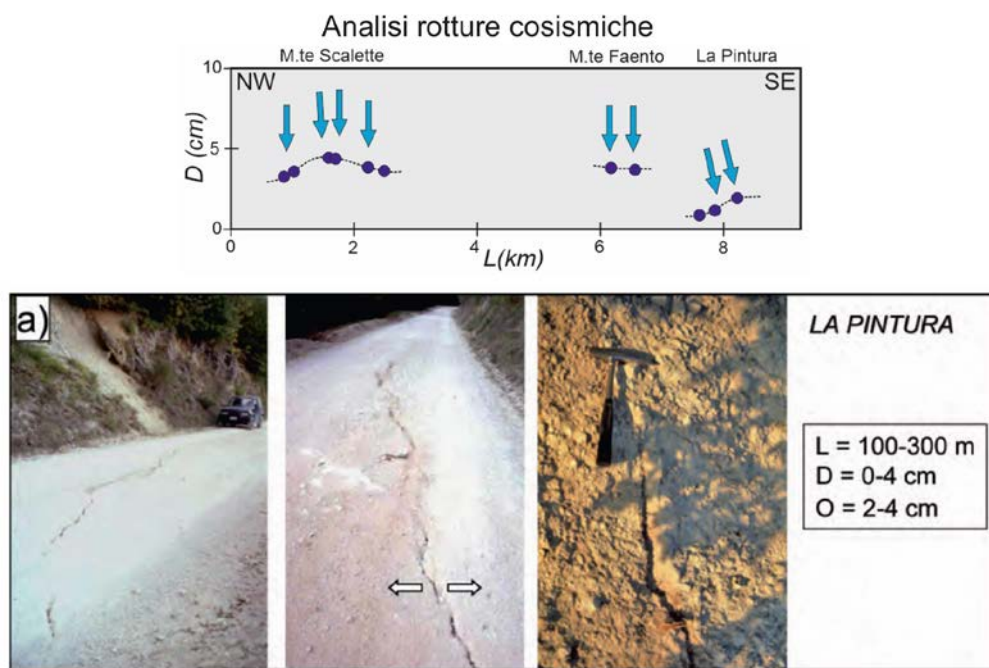 Analisi rotture cosismiche
M.te Scalette
M.te Faento
La Pintura
10
NW
SE
D (cm)
5
0
0
2
4
6
8
L(km)
a)
LA PINTURA
L = 100-300 m
D = 0-4 cm
O = 2-4 cm